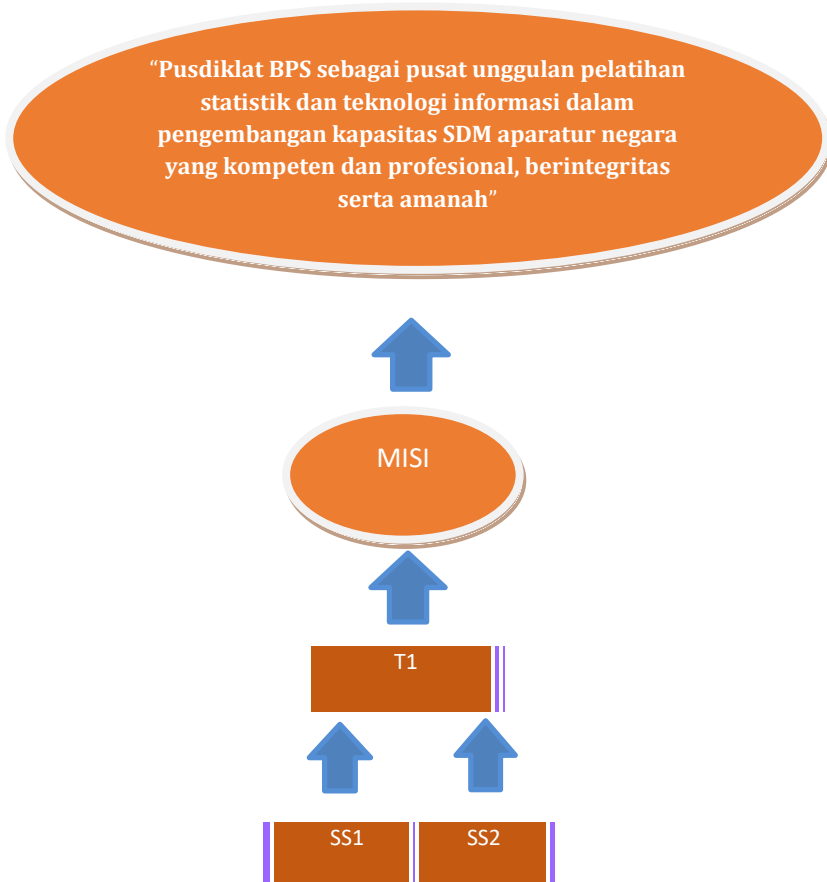 “Pusdiklat BPS sebagai pusat unggulan pelatihan
statistik dan teknologi informasi dalam
pengembangan kapasitas SDM aparatur negara
yang kompeten dan profesional, berintegritas
serta amanah”
MISI
T1
SS1
SS2